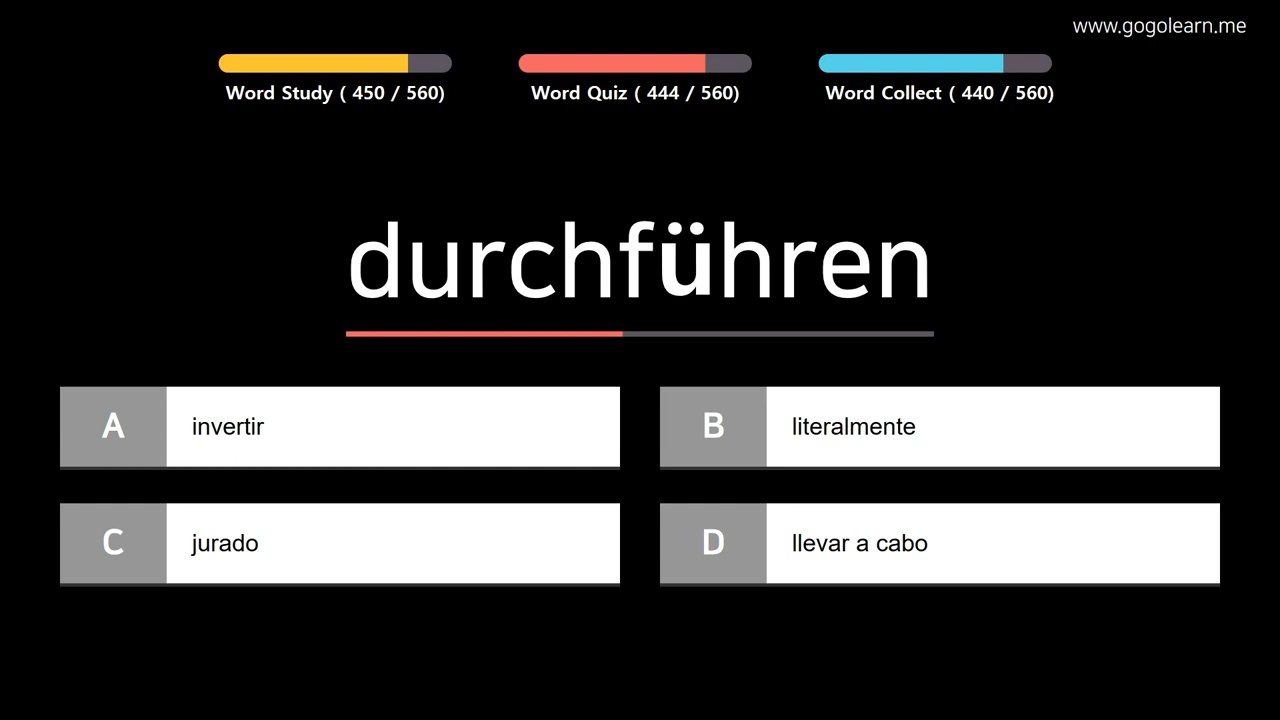 www.gogolearn.me
Word Study ( 450 / 560)
Word Quiz ( 444 / 560)
Word Collect ( 440 / 560)
durchführen
A
invertir
B
literalmente
C
jurado
D
llevar a cabo